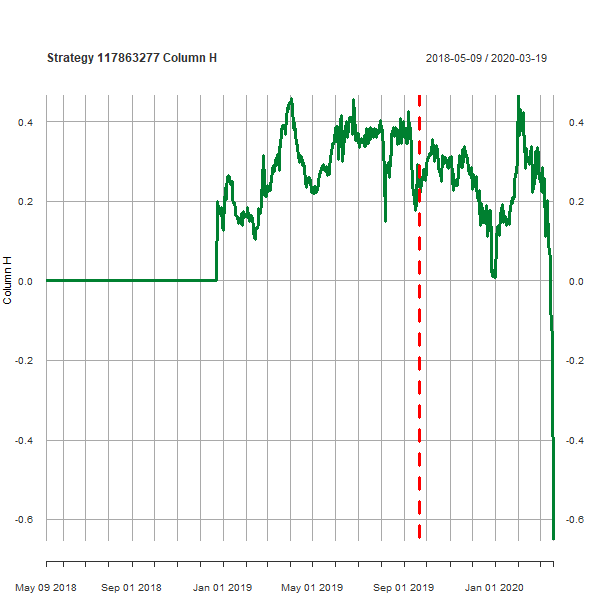 Strategy 117863277 Column H 2018-05-09 / 2020-03-19
0.4 0.4
0.2 0.2
0.0 0.0
Column H
-0.2 -0.2
-0.4 -0.4
-0.6 -0.6
May 09 2018 Sep 01 2018 Jan 01 2019 May 01 2019 Sep 01 2019 Jan 01 2020